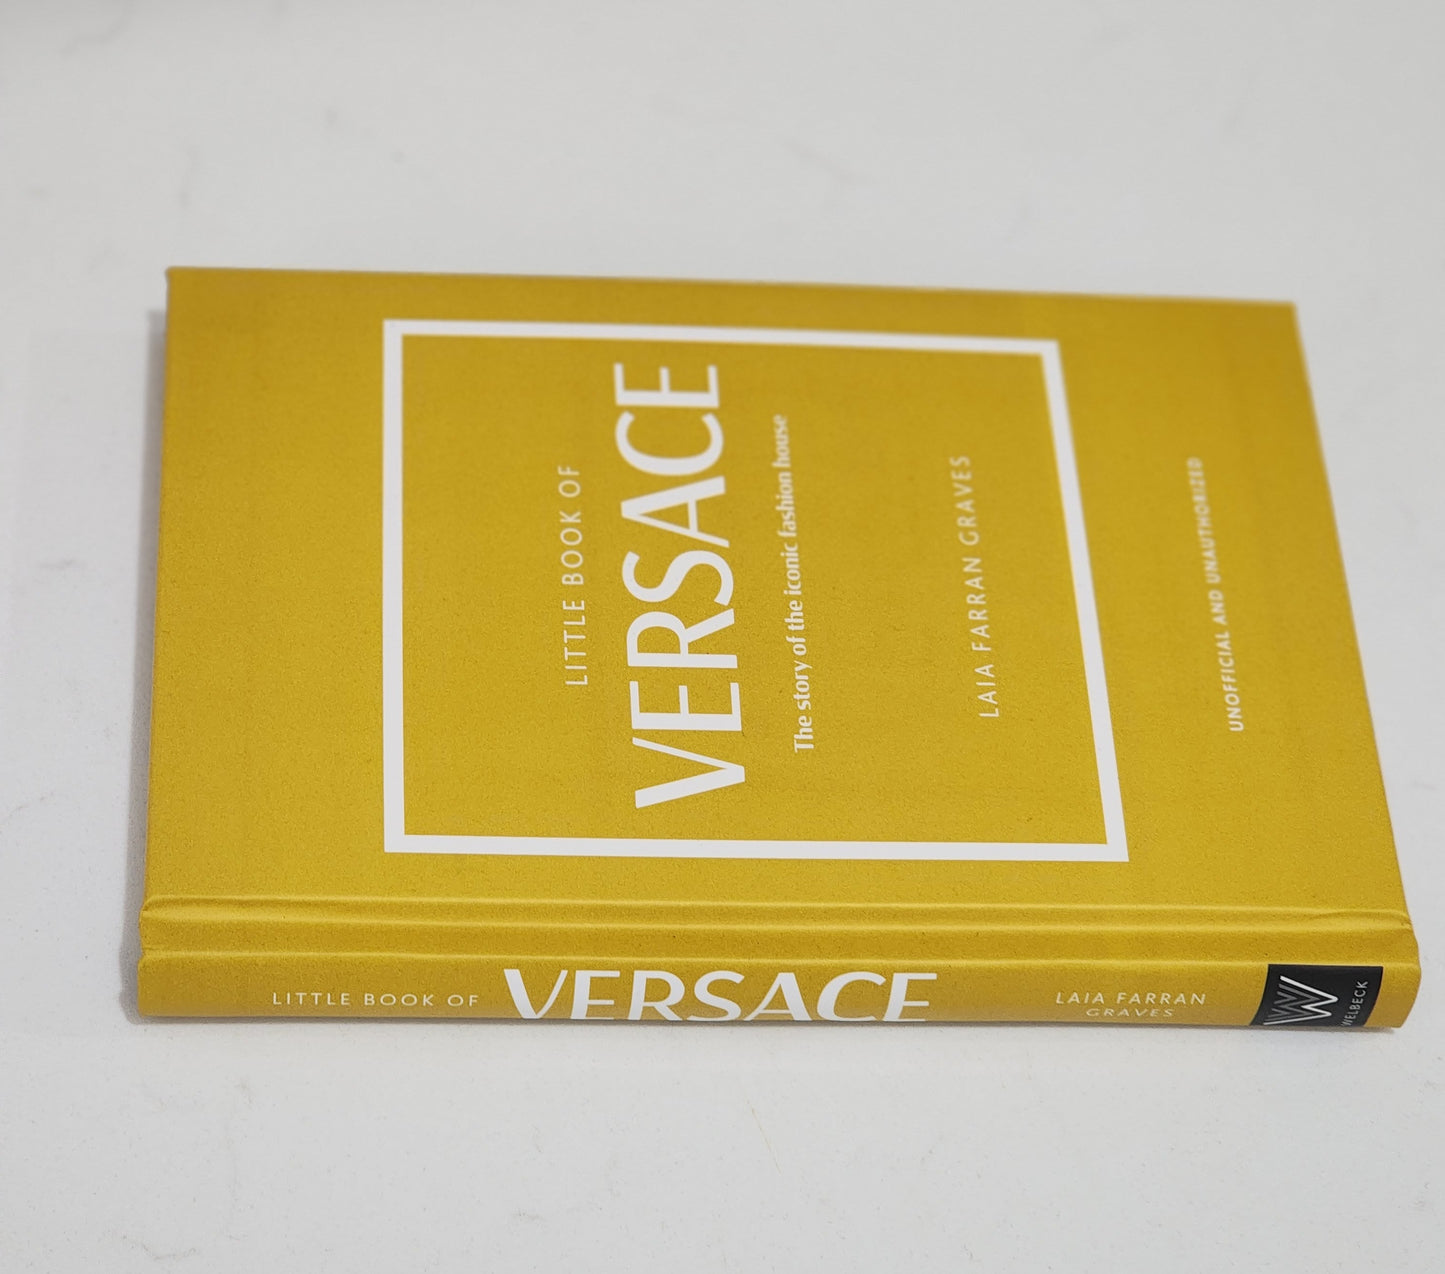 LITTLE BOOK OF
VERSACE
The story of the iconic fashion house
LAIA FARRAN GRAVES
UNOFFICIAL AND UNAUTHORIZED
LITTLE BOOK OF VERSACE
LAIA FARRAN
GRAVES
WELBECK